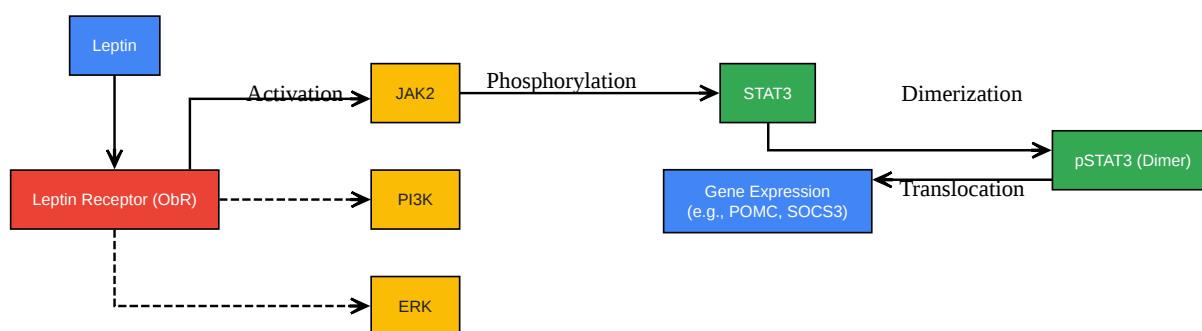 Leptin
Activation
JAK2
Phosphorylation
STAT3
Dimerization
pSTAT3 (Dimer)
Leptin Receptor (ObR)
PI3K
Gene Expression
(e.g., POMC, SOCS3)
Translocation
ERK